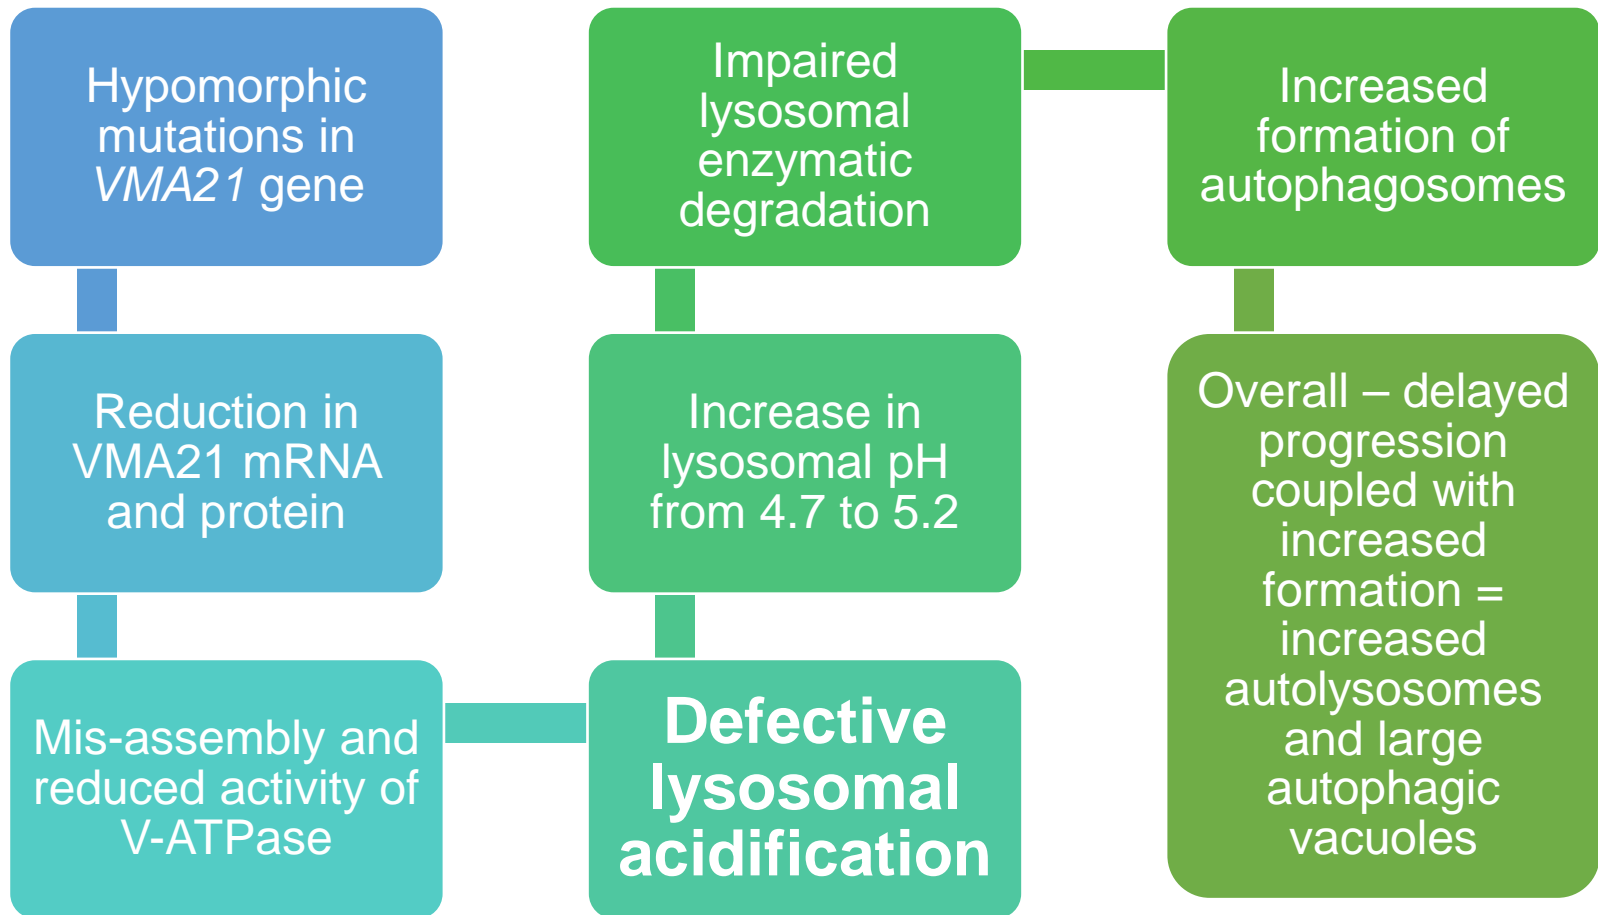 Hypomorphic
mutations in
VMA21 gene
Reduction in
VMA21 mRNA
and protein
Mis-assembly and
reduced activity of
V-ATPase
Defective
lysosomal
acidification
Increase in
lysosomal pH
from 4.7 to 5.2
Impaired
lysosomal
enzymatic
degradation
Increased
formation of
autophagosomes
Overall – delayed
progression
coupled with
increased
formation =
increased
autolysosomes
and large
autophagic
vacuoles